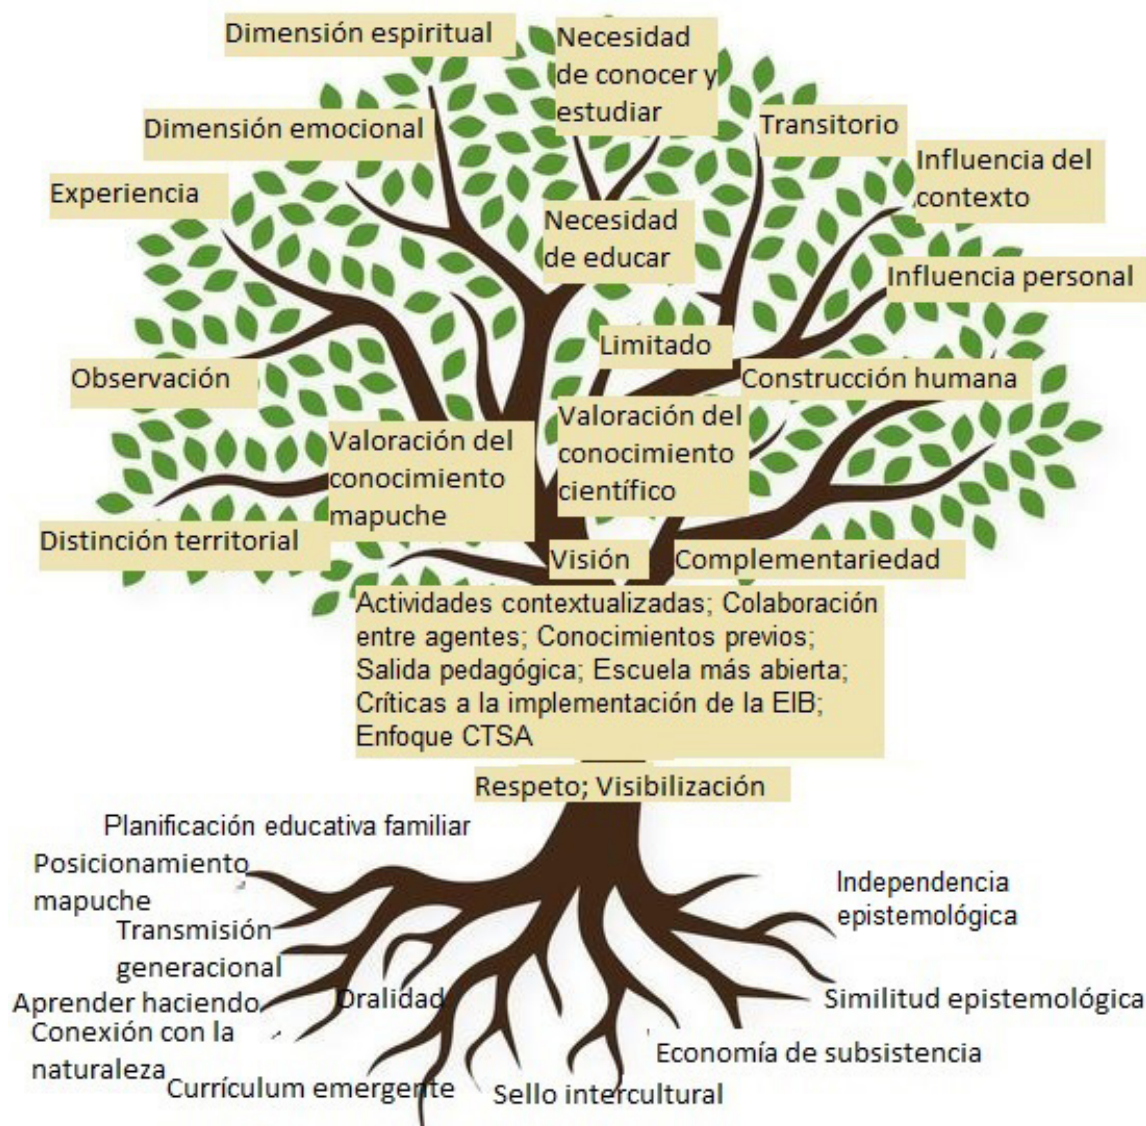 Dimensión espiritual
Necesidad
de conocer y
estudiar
Dimensión emocional
Transitorio
Influencia del
contexto
Experiencia
Necesidad
de educar
Influencia personal
Limitado
Observación
Construcción humana
Valoración del
conocimiento
mapuche
Valoración del
conocimiento
científico
Distinción territorial
Visión
Complementariedad
Actividades contextualizadas; Colaboración
entre agentes; Conocimientos previos;
Salida pedagógica; Escuela más abierta;
Críticas a la implementación de la EIB;
Enfoque CTSA
Respeto; Visibilización
Planificación educativa familiar
Posicionamiento
mapuche
Independencia
epistemológica
Transmisión
generacional
Aprender haciendo
Oralidad
Similitud epistemológica
Conexión con la
naturaleza
Economía de subsistencia
Currículum emergente
Sello intercultural